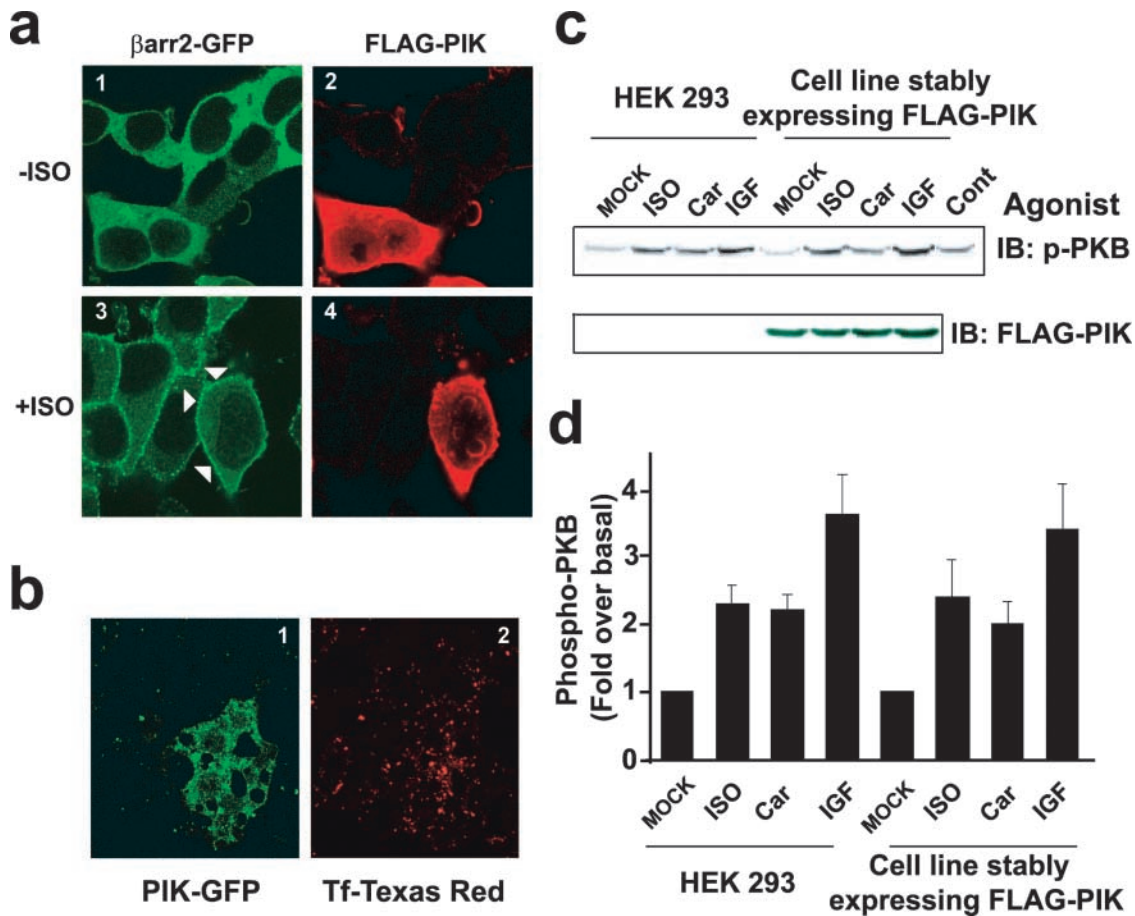 a
βarr2-GFP FLAG-PIK
1 2
-ISO
3 4
+ISO
b
1 2
PIK-GFP Tf-Texas Red
c
HEK 293
Cell line stably
expressing FLAG-PIK
MOCK ISO Car IGF MOCK ISO Car IGF Cont Agonist
IB: p-PKB
IB: FLAG-PIK
d
Phospho-PKB
(Fold over basal)
4
3
2
1
0
MOCK ISO Car IGF MOCK ISO Car IGF
HEK 293
Cell line stably
expressing FLAG-PIK